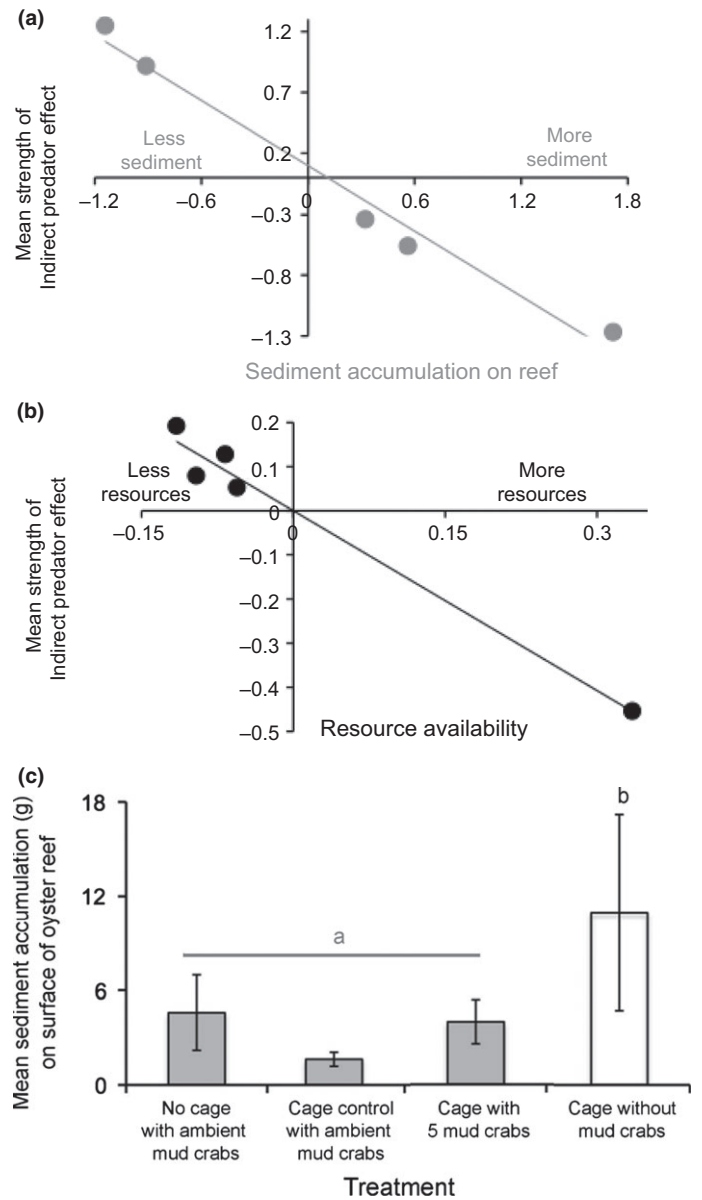 (a)
Mean strength of
Indirect predator effect
1.2
0.7
0.2
–0.3
–0.8
–1.3
Less
sediment
More
sediment
–1.2 –0.6 0 0.6 1.2 1.8
Sediment accumulation on reef
(b)
Mean strength of
Indirect predator effect
0.2
0.1
0
–0.1
–0.2
–0.3
–0.4
–0.5
Less
resources
More
resources
–0.15 0 0.15 0.3
Resource availability
(c)
Mean sediment accumulation (g)
on surface of oyster reef
18
12
6
0
a
b
No cage
with ambient
mud crabs
Cage control
with ambient
mud crabs
Cage with
5 mud crabs
Cage without
mud crabs
Treatment